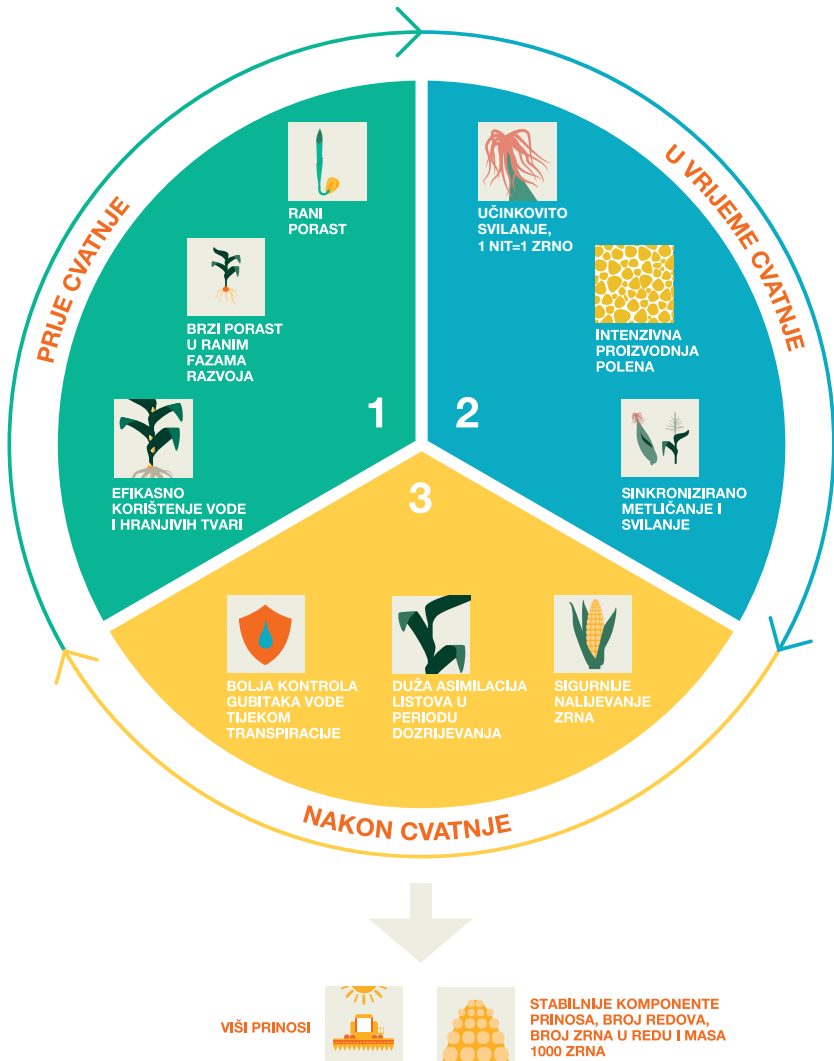 PRIJE CVATNJE
RANI
PORAST
BRZI PORAST
U RANIM
FAZAMA
RAZVOJA
EFIKASNO
KORIŠTENJE VODE
I HRANJIVIH TVARI
1
U VRIJEME CVATNJE
UČINKOVITO
SVILANJE,
1 NIT=1 ZRNO
INTENZIVNA
PROIZVODNJA
POLENA
SINKRONIZIRANO
METLIČANJE I
SVILANJE
2
3
BOLJA KONTROLA
GUBITAKA VODE
TIJEKOM
TRANSPIRACIJE
DUŽA ASIMILACIJA
LISTOVA U
PERIODU
DOZRIJEVANJA
SIGURNIJE
NALIJEVANJE
ZRNA
NAKON CVATNJE
VIŠI PRINOSI
STABILNIJE KOMPONENTE
PRINOSA, BROJ REDOVA,
BROJ ZRNA U REDU I MASA
1000 ZRNA